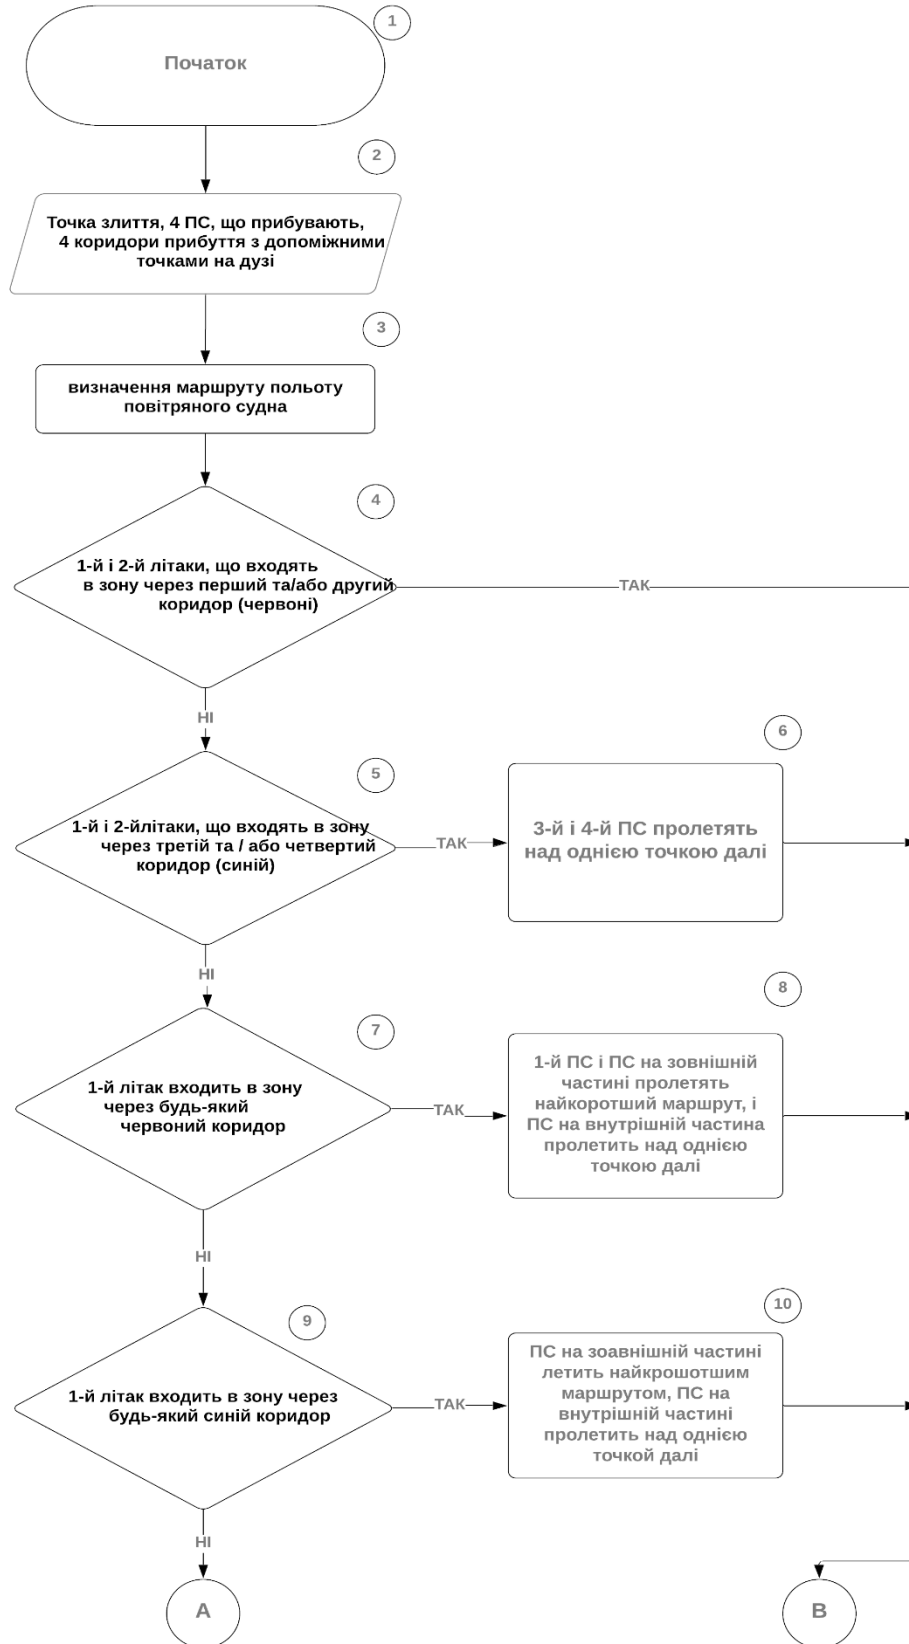 1
Початок
2
Точка злиття, 4 ПС, що прибувають,
4 коридори прибуття з допоміжними
точками на дузі
3
визначення маршруту польоту
повітряного судна
4
1-й і 2-й літаки, що входять
в зону через перший та/або другий
коридор (червоні)
ТАК
НІ
5
1-й і 2-йлітаки, що входять в зону
через третій та / або четвертий
коридор (синій)
ТАК
6
3-й і 4-й ПС пролетять
над однією точкою далі
НІ
7
1-й літак входить в зону
через будь-який
червоний коридор
ТАК
8
1-й ПС і ПС на зовнішній
частині пролетять
найкоротший маршрут, і
ПС на внутрішній частина
пролетить над однією
точкою далі
НІ
9
1-й літак входить в зону через
будь-який синій коридор
ТАК
10
ПС на зоавнішній частині
летить найкрошотшим
маршрутом, ПС на
внутрішній частині
пролетить над однією
точкой далі
НІ
А
В